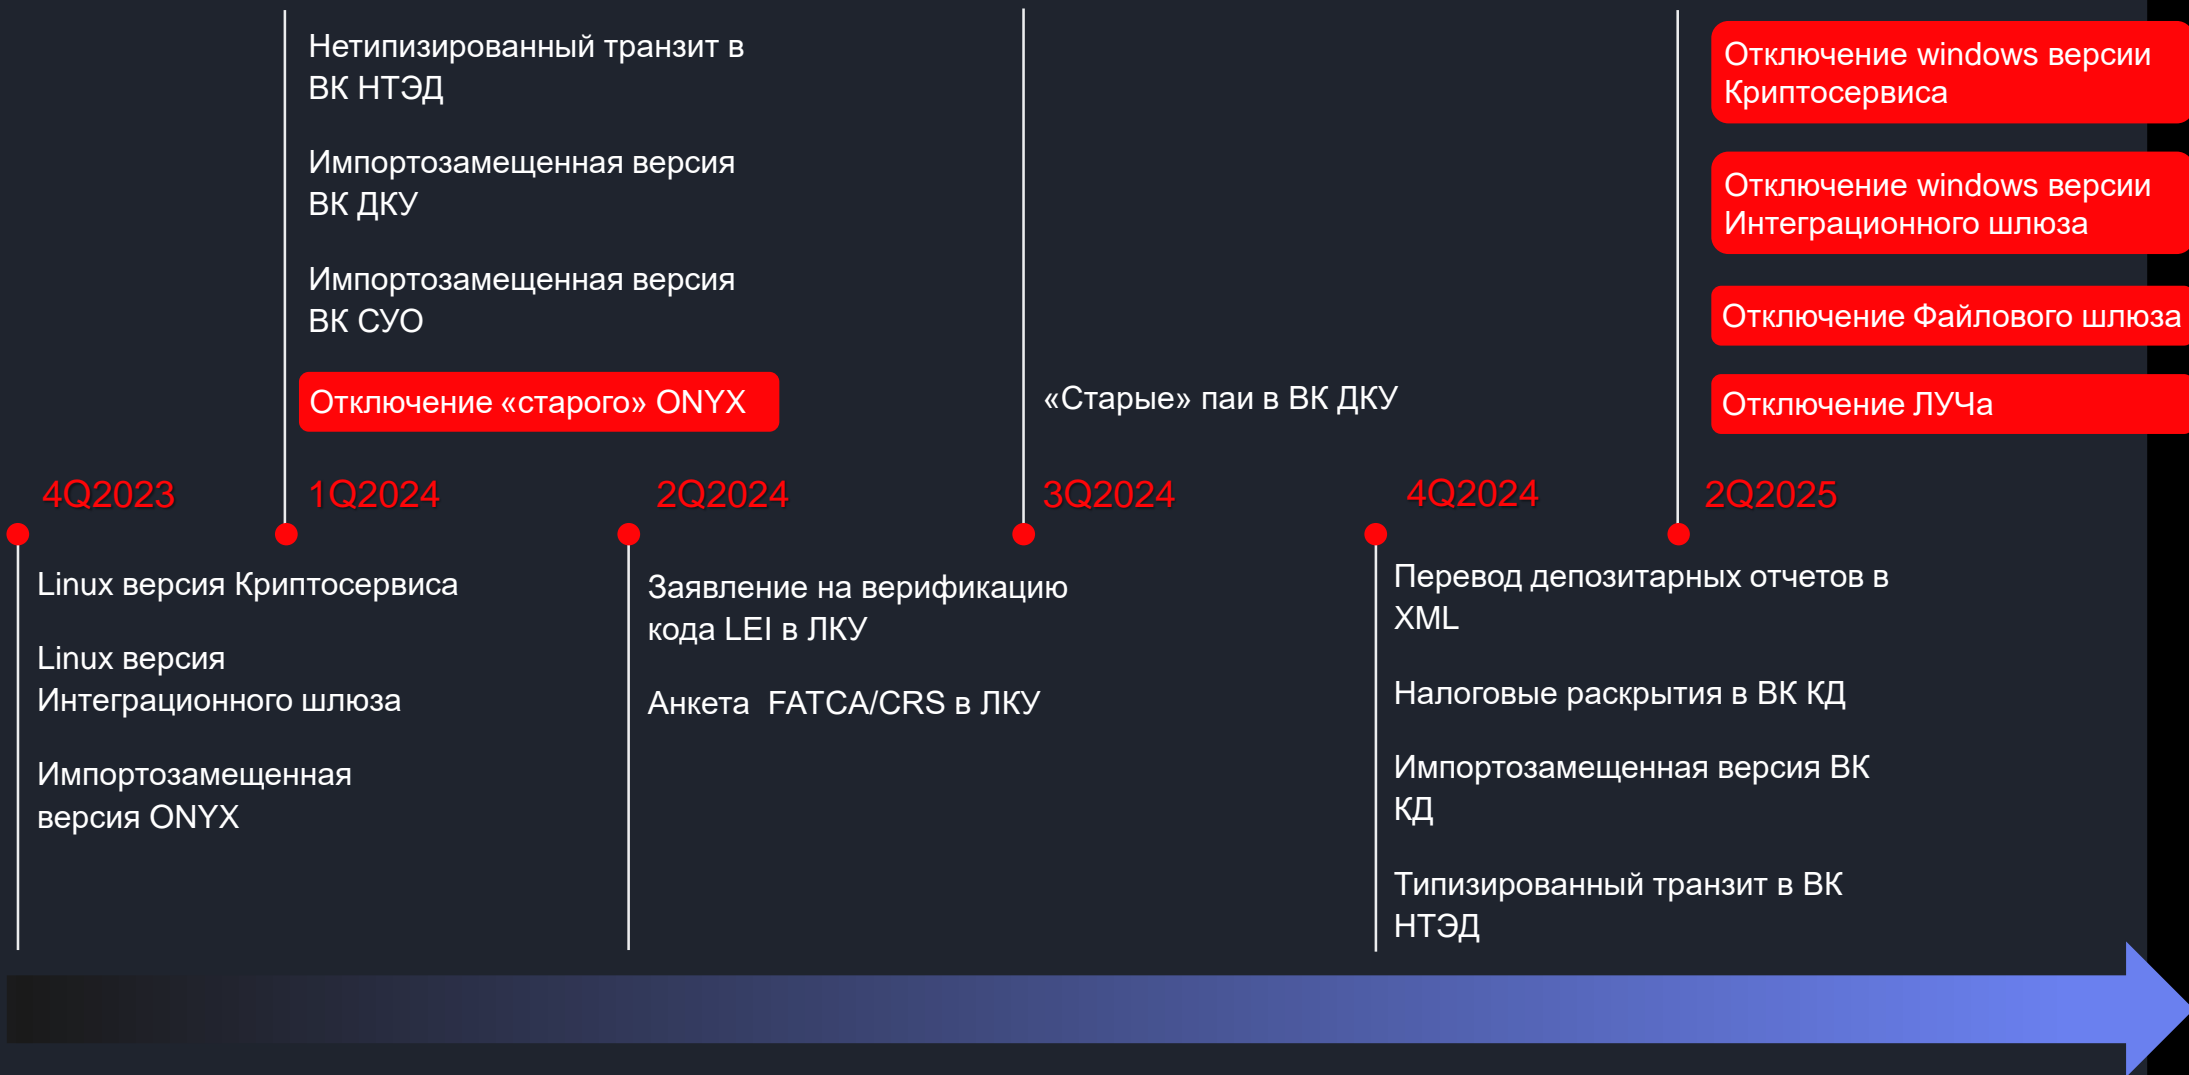 Нетипизированный транзит в
ВК НТЭД
Импортозамещенная версия
ВК ДКУ
Импортозамещенная версия
ВК СУО
Отключение «старого» ONYX
«Старые» паи в ВК ДКУ
Отключение windows версии
Криптосервиса
Отключение windows версии
Интеграционного шлюза
Отключение Файлового шлюза
Отключение ЛУЧа
4Q2023
1Q2024
2Q2024
3Q2024
4Q2024
2Q2025
Linux версия Криптосервиса
Linux версия
Интеграционного шлюза
Импортозамещенная
версия ONYX
Заявление на верификацию
кода LEI в ЛКУ
Анкета  FATCA/CRS в ЛКУ
Перевод депозитарных отчетов в
XML
Налоговые раскрытия в ВК КД
Импортозамещенная версия ВК
КД
Типизированный транзит в ВК
НТЭД